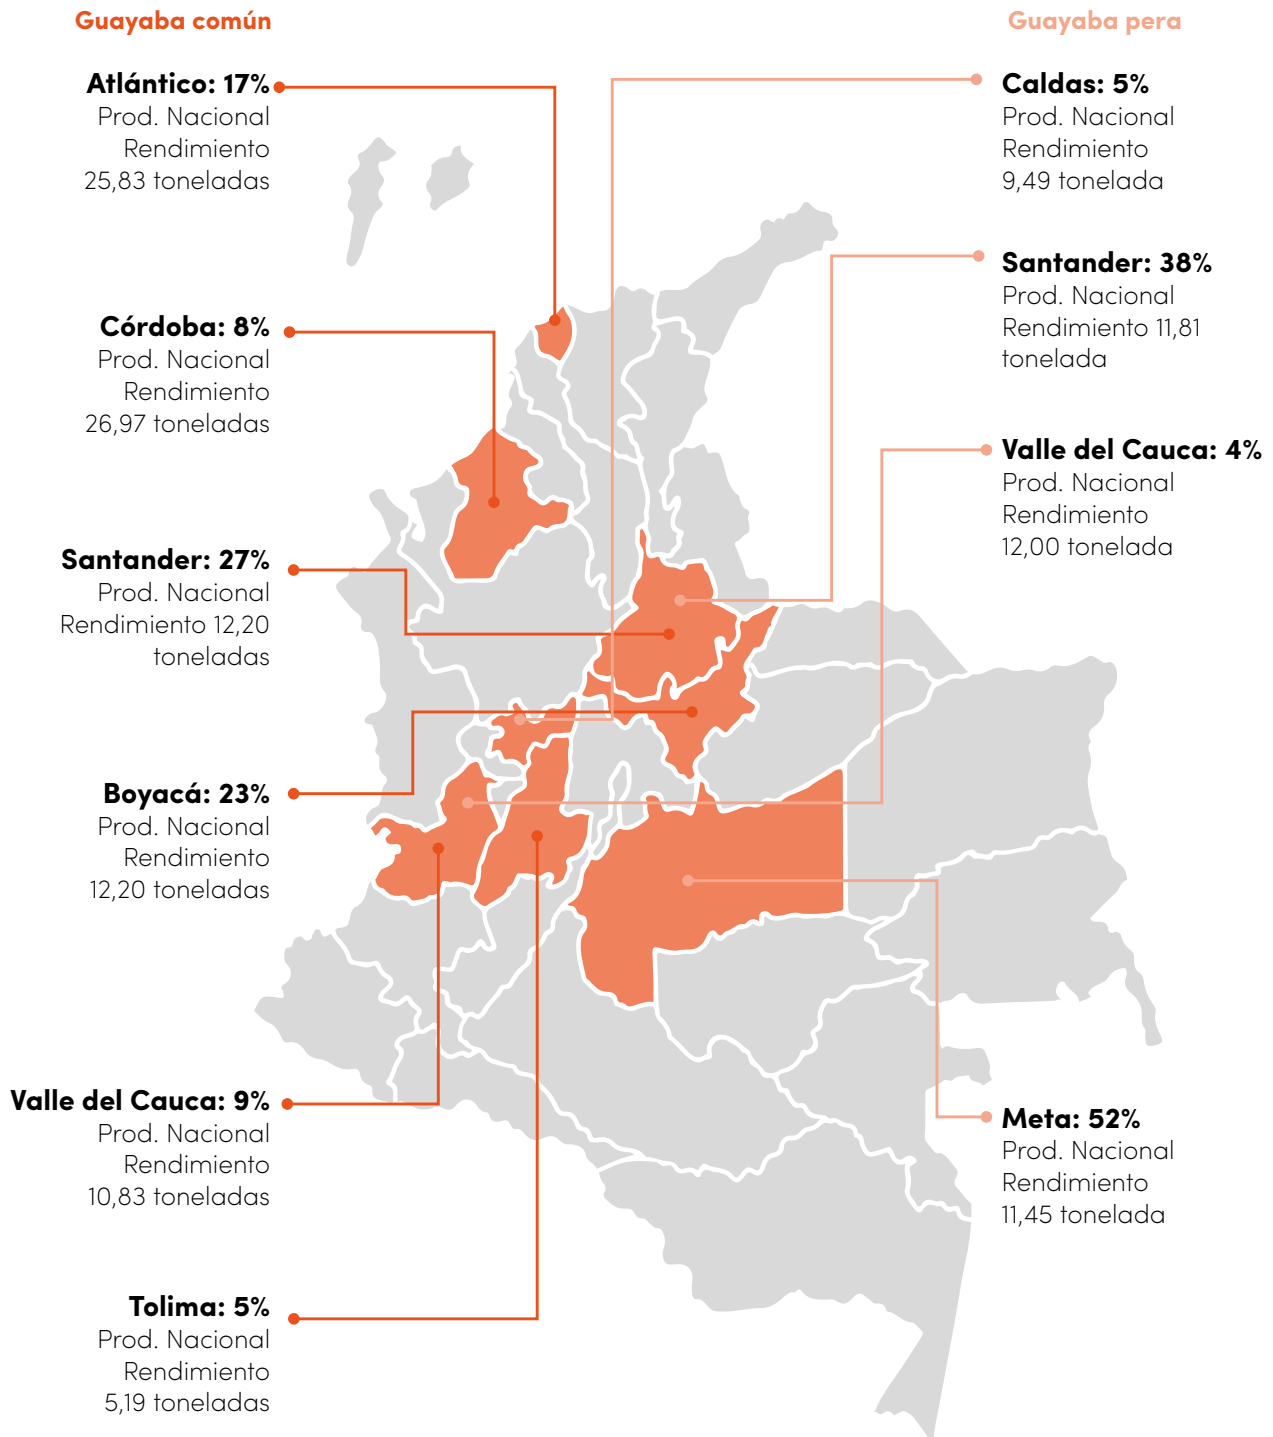 Guayaba común
Atlántico: 17%
Prod. Nacional
Rendimiento
25,83 toneladas
Córdoba: 8%
Prod. Nacional
Rendimiento
26,97 toneladas
Santander: 27%
Prod. Nacional
Rendimiento 12,20
toneladas
Boyacá: 23%
Prod. Nacional
Rendimiento
12,20 toneladas
Valle del Cauca: 9%
Prod. Nacional
Rendimiento
10,83 toneladas
Tolima: 5%
Prod. Nacional
Rendimiento
5,19 toneladas
Guayaba pera
Caldas: 5%
Prod. Nacional
Rendimiento
9,49 tonelada
Santander: 38%
Prod. Nacional
Rendimiento 11,81
tonelada
Valle del Cauca: 4%
Prod. Nacional
Rendimiento
12,00 tonelada
Meta: 52%
Prod. Nacional
Rendimiento
11,45 tonelada